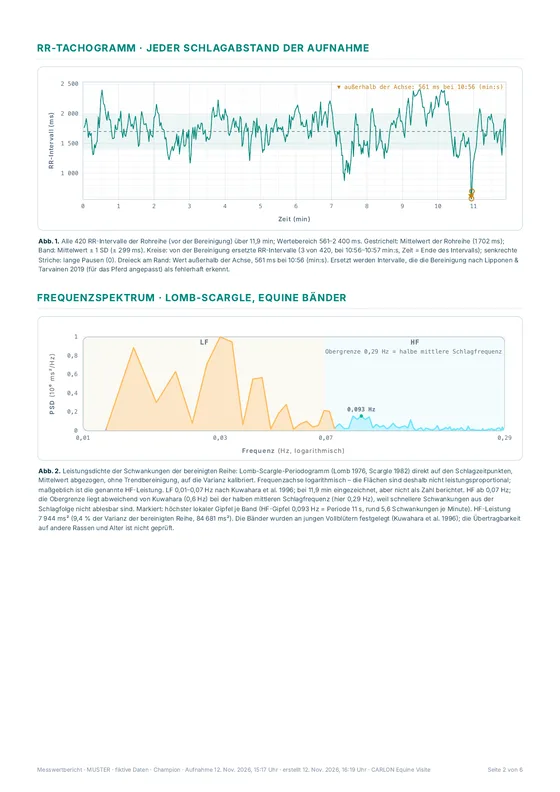 RR-TACHOGRAMM · JEDER SCHLAGABSTAND DER AUFNAHME
▼ außerhalb der Achse: 561 ms bei 10:56 (min:s)
2 500
2 000
1 500
1 000
RR-Intervall (ms)
0 1 2 3 4 5 6 7 8 9 10 11
Zeit (min)
Abb. 1. Alle 420 RR-Intervalle der Rohreihe (vor der Bereinigung) über 11,9 min; Wertebereich 561–2 400 ms. Gestrichelt: Mittelwert der Rohreihe (1 702 ms);
Band: Mittelwert ± 1 SD (± 299 ms). Kreise: von der Bereinigung ersetzte RR-Intervalle (3 von 420, bei 10:56–10:57 min:s, Zeit = Ende des Intervalls); senkrechte
Striche: lange Pausen (0). Dreieck am Rand: Wert außerhalb der Achse, 561 ms bei 10:56 (min:s). Ersetzt werden Intervalle, die die Bereinigung nach Lipponen &
Tarvainen 2019 (für das Pferd angepasst) als fehlerhaft erkennt.
FREQUENZSPEKTRUM · LOMB-SCARGLE, EQUINE BÄNDER
LF
HF
Obergrenze 0,29 Hz = halbe mittlere Schlagfrequenz
1
0,8
0,6
0,4
0,2
0
PSD (10⁶ ms²/Hz)
0,093 Hz
0,01 0,03 0,07 0,29
Frequenz (Hz, logarithmisch)
Abb. 2. Leistungsdichte der Schwankungen der bereinigten Reihe: Lomb-Scargle-Periodogramm (Lomb 1976, Scargle 1982) direkt auf den Schlagzeitpunkten,
Mittelwert abgezogen, ohne Trendbereinigung, auf die Varianz kalibriert. Frequenzachse logarithmisch – die Flächen sind deshalb nicht leistungsproportional;
maßgeblich ist die genannte HF-Leistung. LF 0,01–0,07 Hz nach Kuwahara et al. 1996; bei 11,9 min eingezeichnet, aber nicht als Zahl berichtet. HF ab 0,07 Hz;
die Obergrenze liegt abweichend von Kuwahara (0,6 Hz) bei der halben mittleren Schlagfrequenz (hier 0,29 Hz), weil schnellere Schwankungen aus der
Schlagfolge nicht ablesbar sind. Markiert: höchster lokaler Gipfel je Band (HF-Gipfel 0,093 Hz = Periode 11 s, rund 5,6 Schwankungen je Minute). HF-Leistung
7 944 ms² (9,4 % der Varianz der bereinigten Reihe, 84 681 ms²). Die Bänder wurden an jungen Vollblütern festgelegt (Kuwahara et al. 1996); die Übertragbarkeit
auf andere Rassen und Alter ist nicht geprüft.
Messwertbericht · MUSTER · fiktive Daten · Champion · Aufnahme 12. Nov. 2026, 15:17 Uhr · erstellt 12. Nov. 2026, 16:19 Uhr · CARLON Equine Visite
Seite 2 von 6